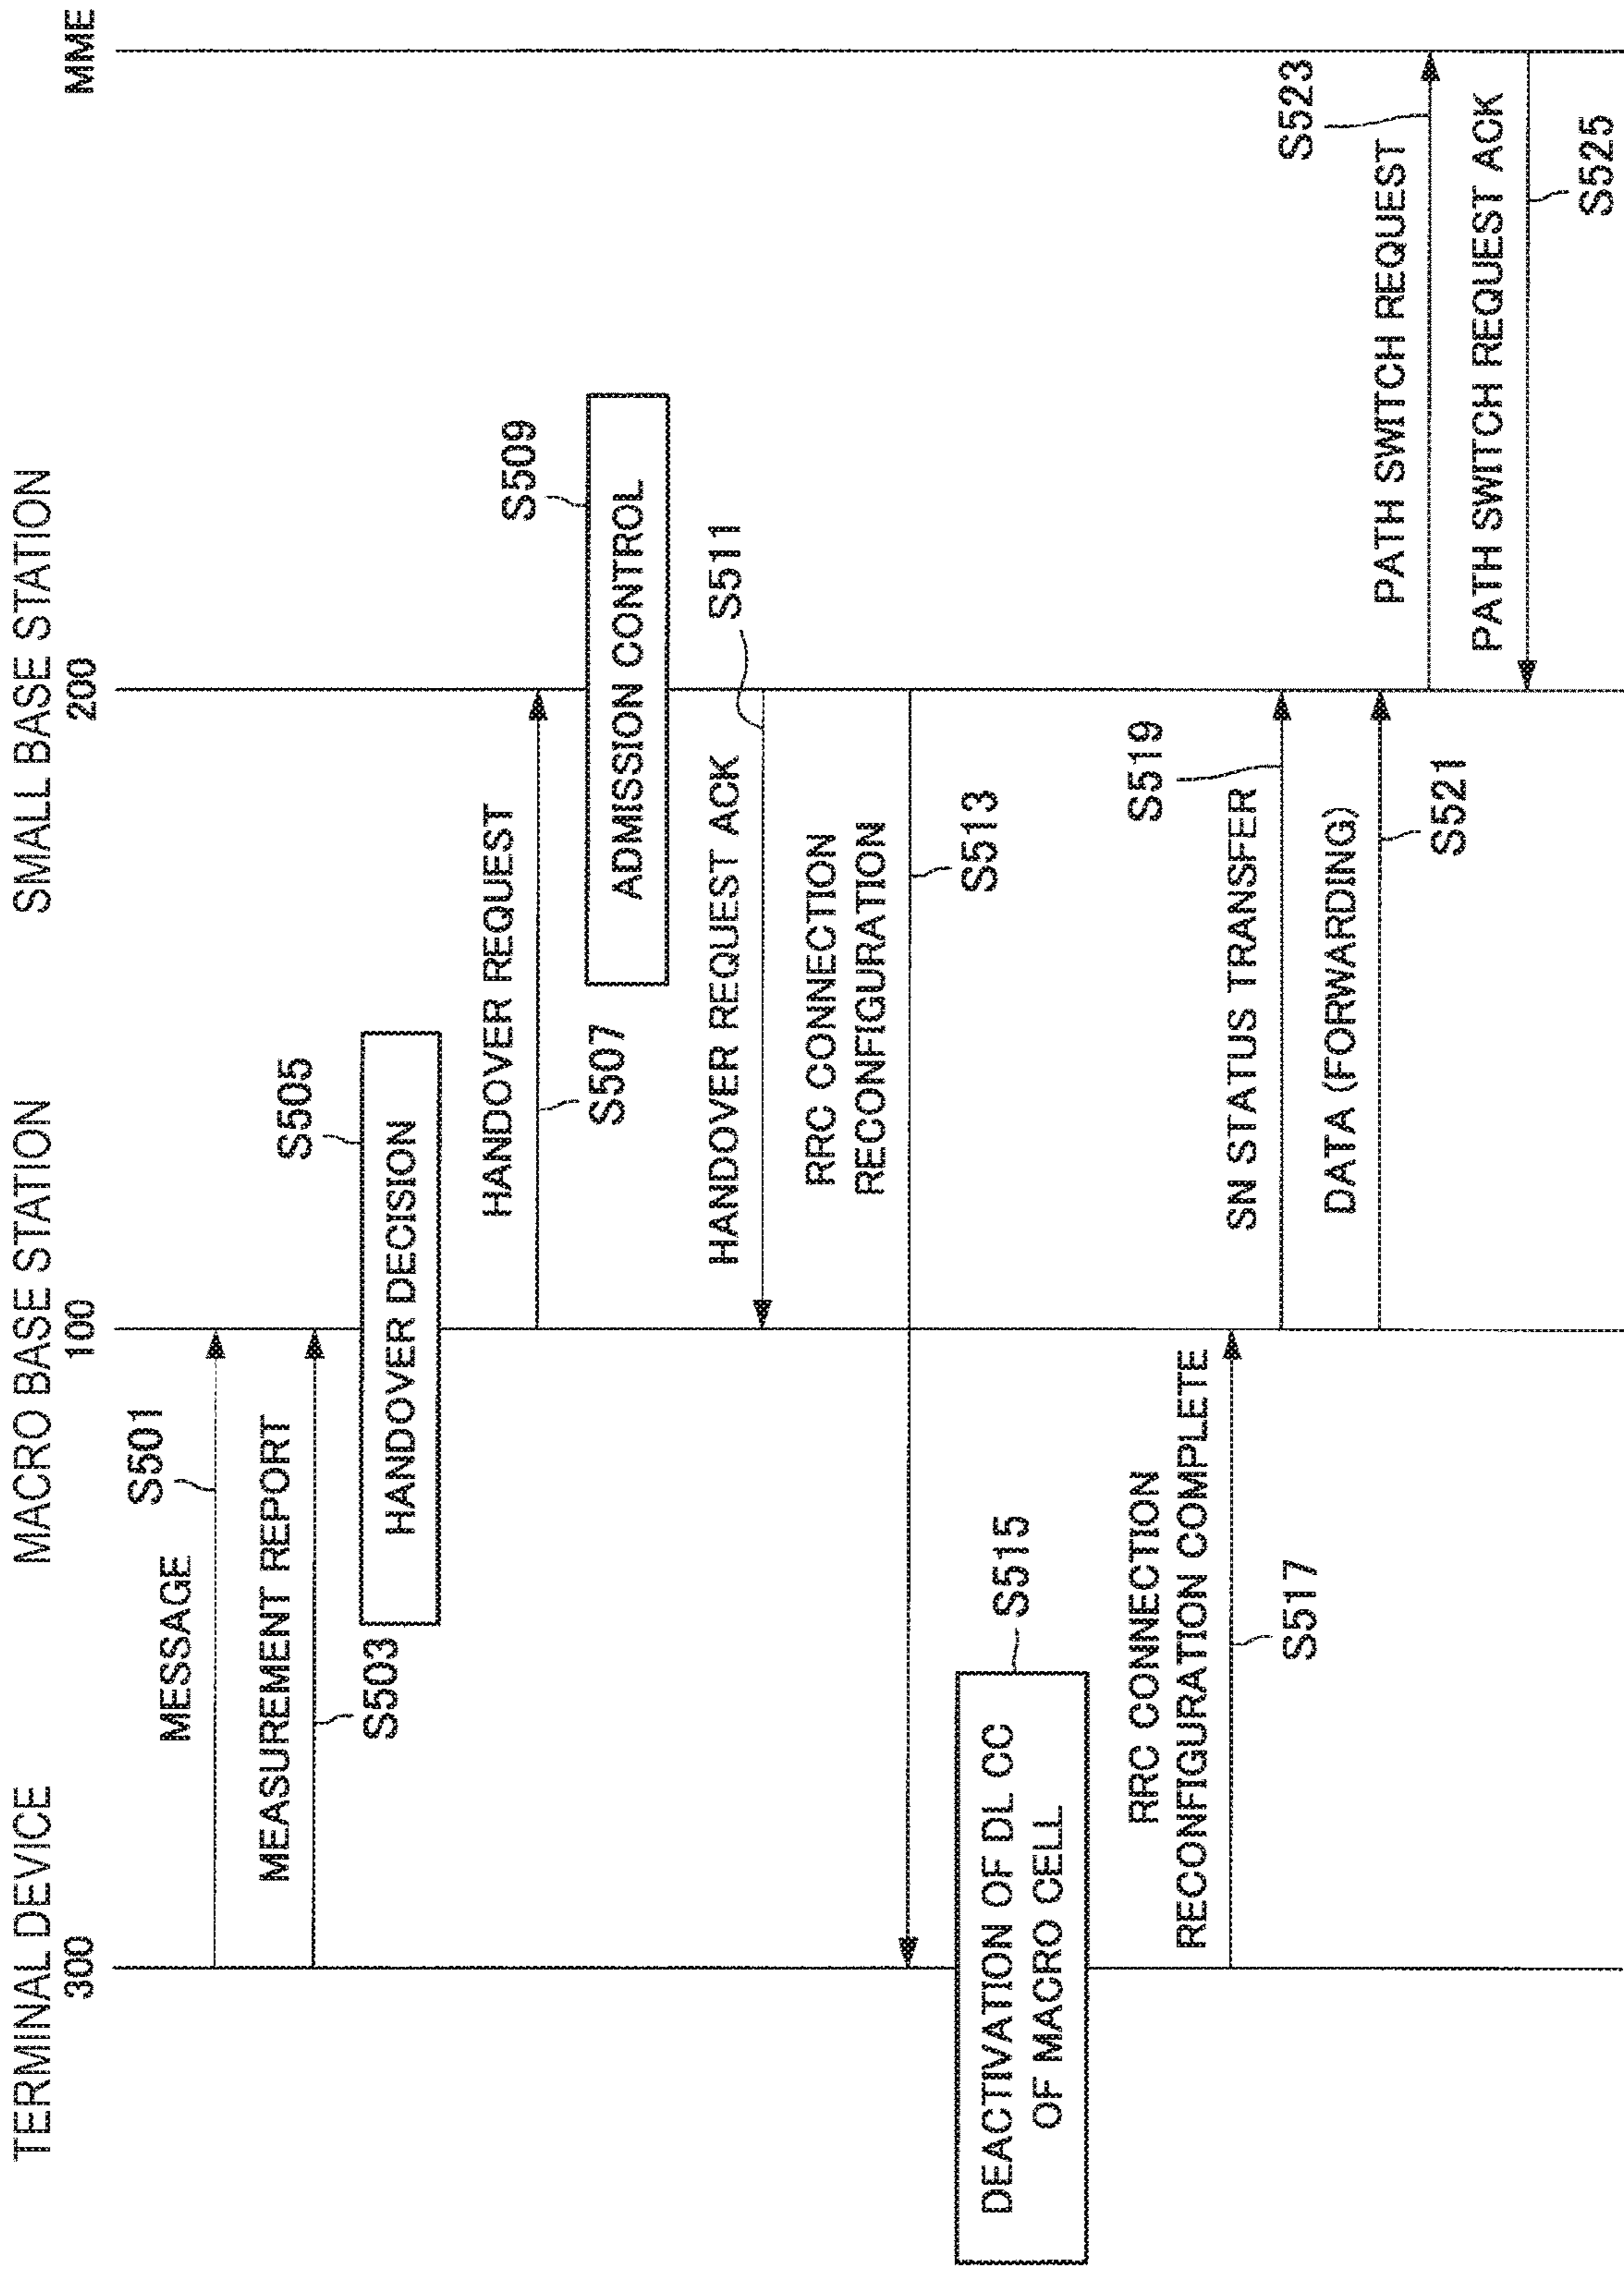 TERMINAL DEVICE
300
MACRO BASE STATION
100
SMALL BASE STATION
200
MME
MESSAGE
S501
MEASUREMENT REPORT
S503
S505
HANDOVER DECISION
HANDOVER REQUEST
S507
S509
ADMISSION CONTROL
HANDOVER REQUEST ACK
S511
RRC CONNECTION
RECONFIGURATION
S513
DEACTIVATION OF DL CC
OF MACRO CELL
S515
RRC CONNECTION
RECONFIGURATION COMPLETE
S517
SN STATUS TRANSFER
S519
DATA (FORWARDING)
S521
PATH SWITCH REQUEST
S523
PATH SWITCH REQUEST ACK
S525